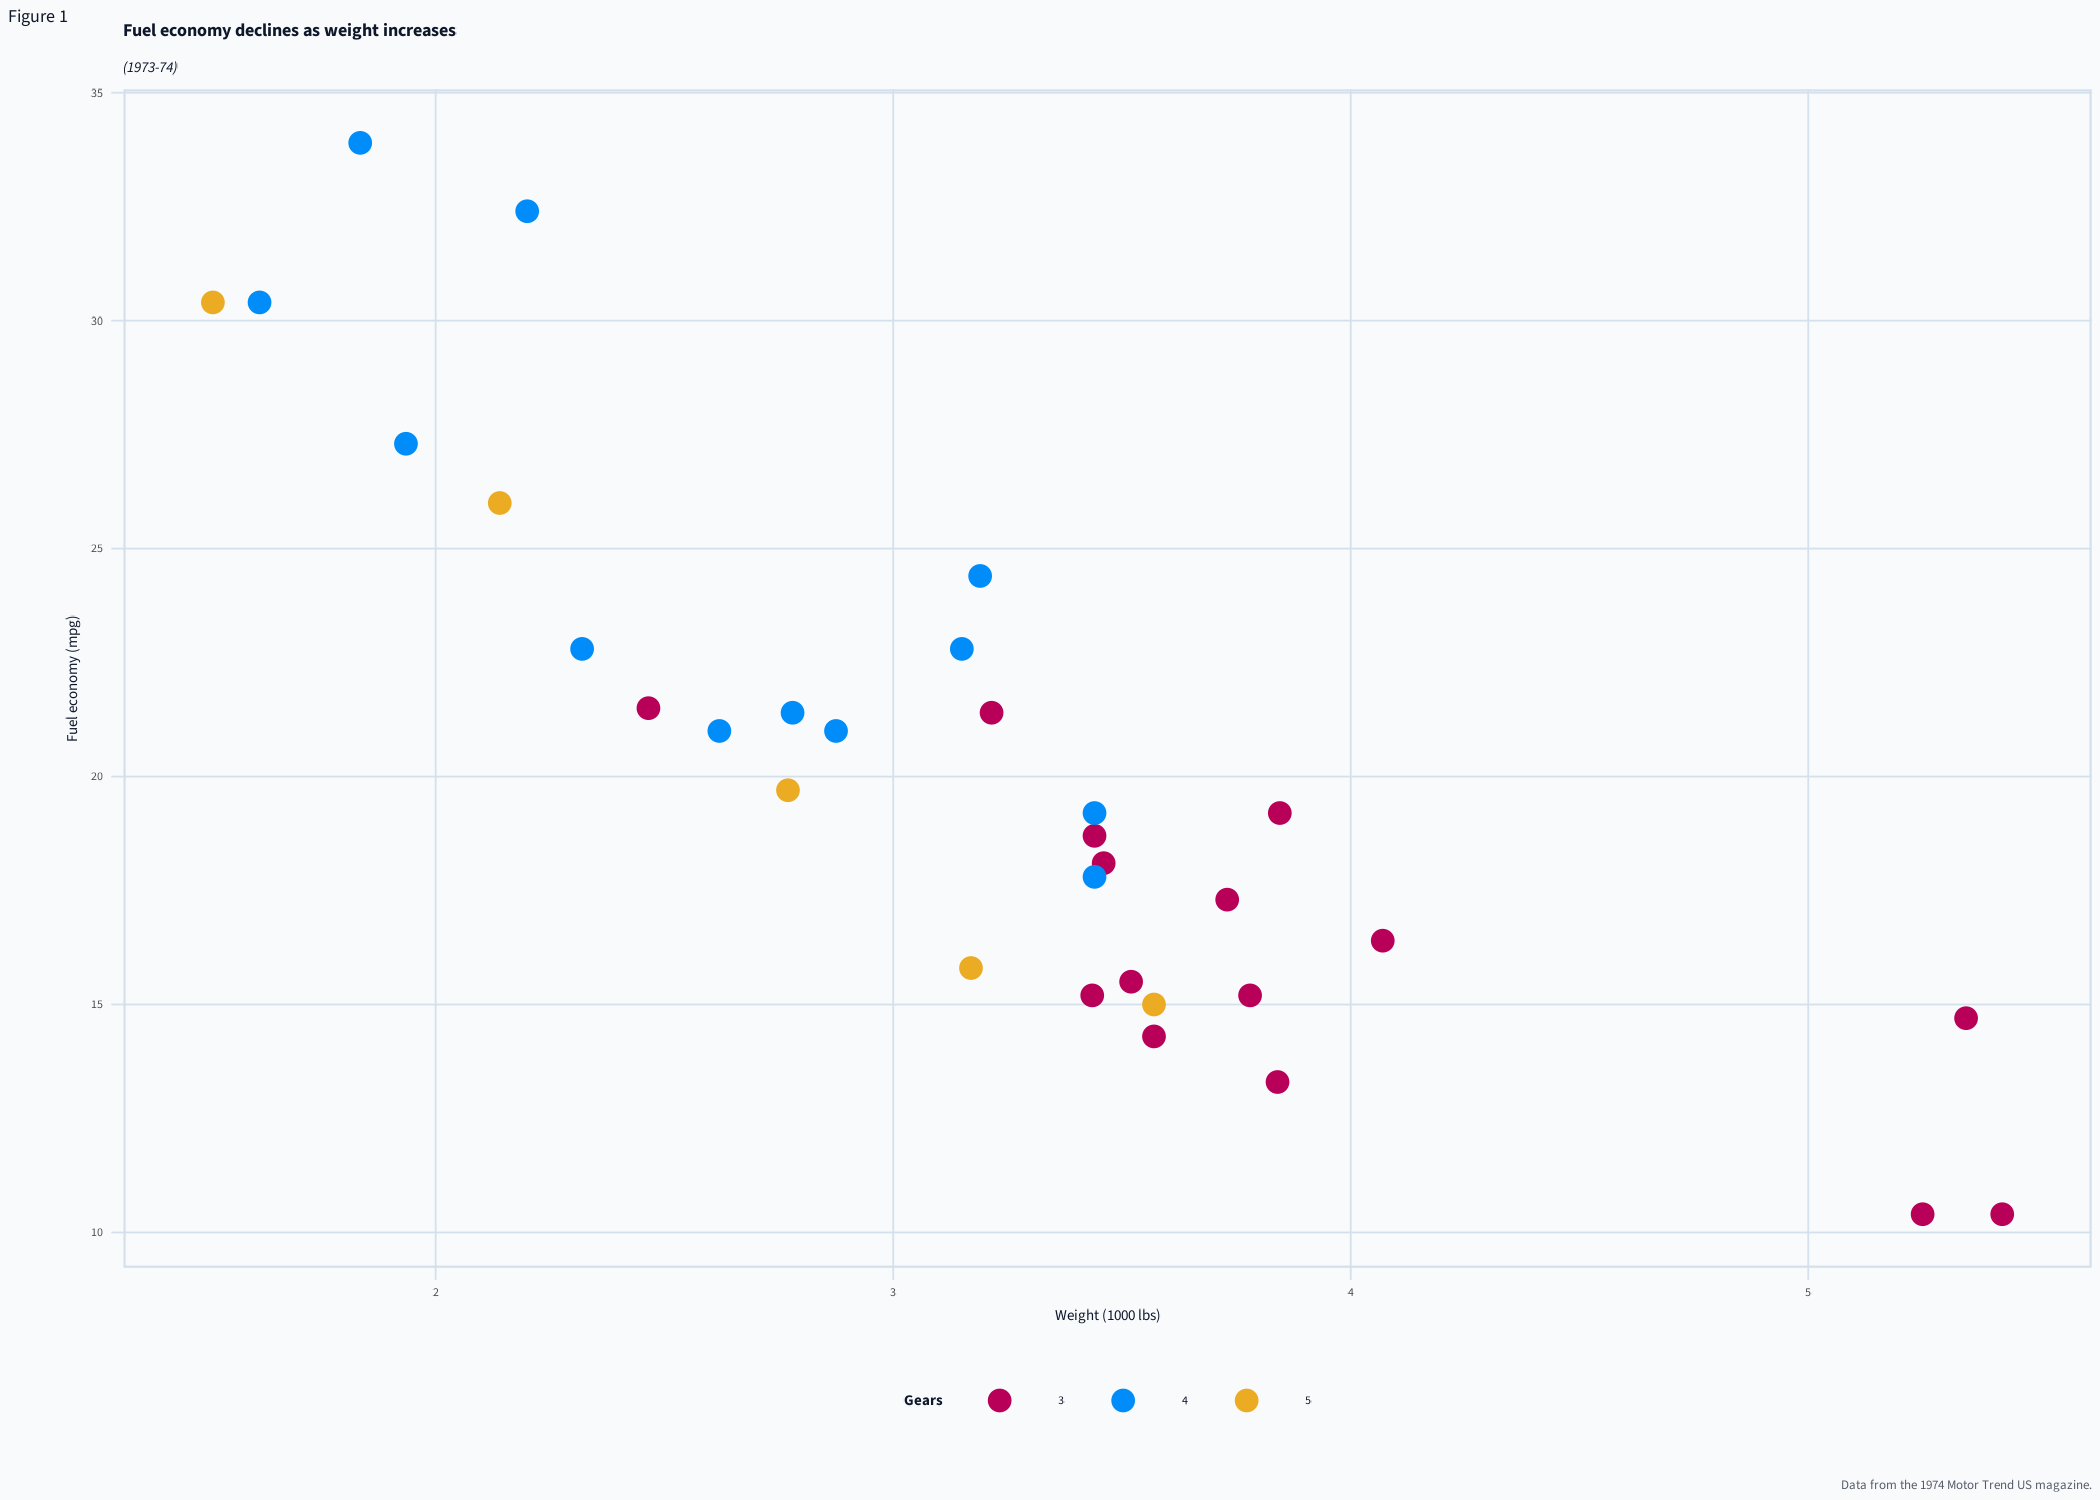 Figure 1
Fuel economy declines as weight increases
(1973-74)
35
30
25
20
15
10
Fuel economy (mpg)
2 3 4 5
Weight (1000 lbs)
Gears 3 4 5
Data from the 1974 Motor Trend US magazine.